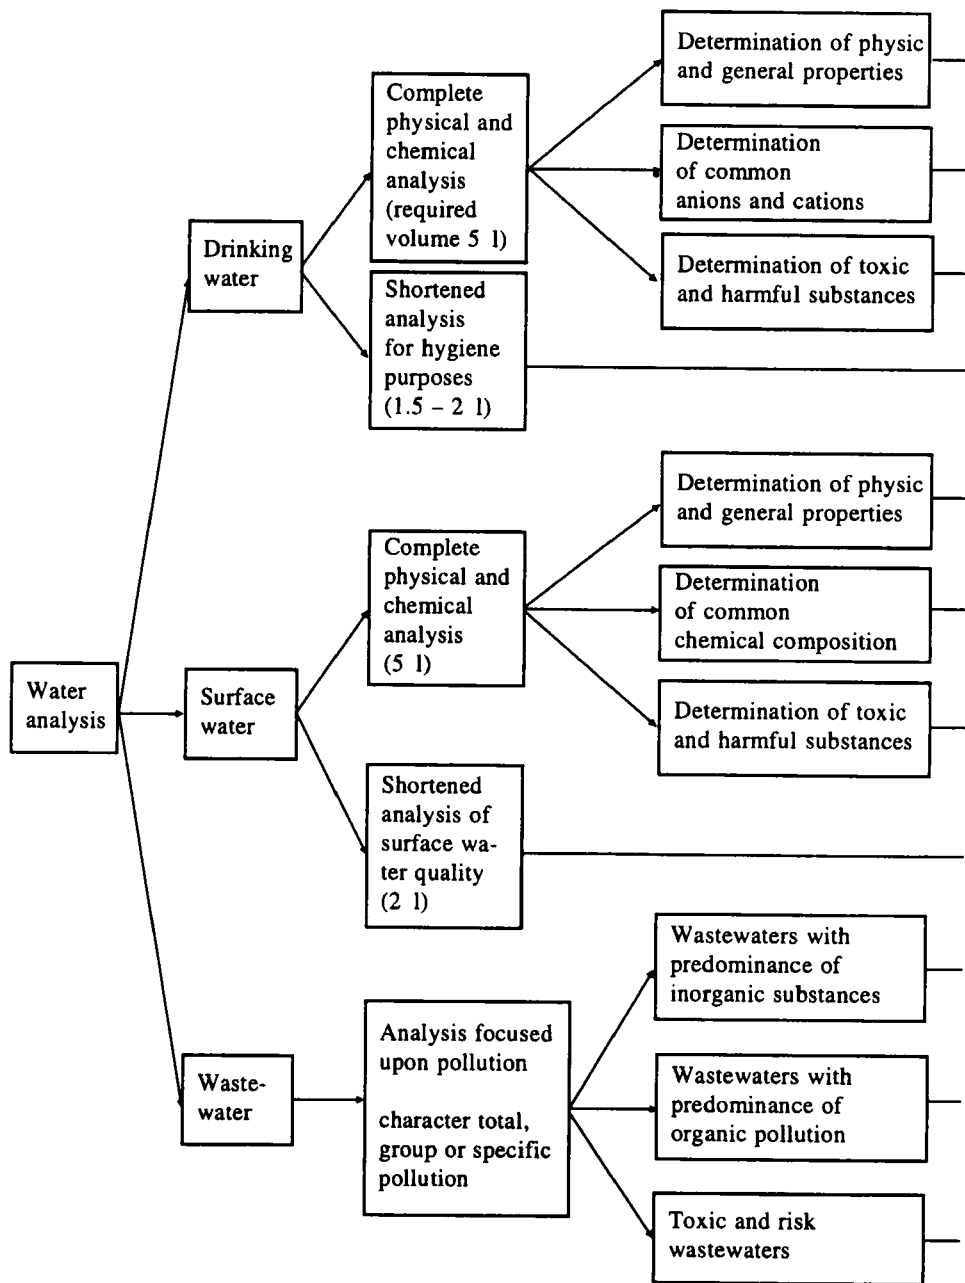 Water
analysis
Drinking
water
Complete
physical and
chemical
analysis
(required
volume 5 l)
Determination of physic
and general properties
Determination
of common
anions and cations
Determination of toxic
and harmful substances
Shortened
analysis
for hygiene
purposes
(1.5 – 2 l)
Surface
water
Complete
physical and
chemical
analysis
(5 l)
Determination of physic
and general properties
Determination
of common
chemical composition
Determination of toxic
and harmful substances
Shortened
analysis of
surface wa-
ter quality
(2 l)
Waste-
water
Analysis focused
upon pollution
character total,
group or specific
pollution
Wastewaters with
predominance of
inorganic substances
Wastewaters with
predominance of
organic pollution
Toxic and risk
wastewaters